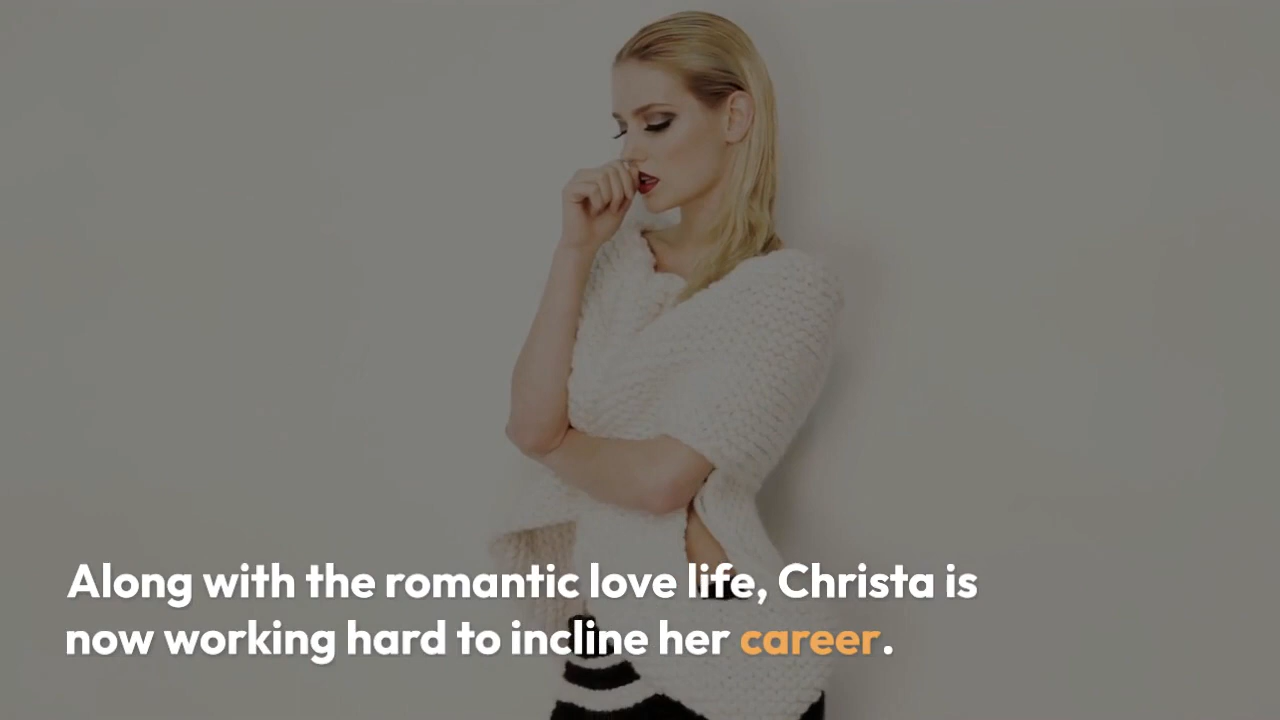 Along with the romantic love life, Christa is
now working hard to incline her career.